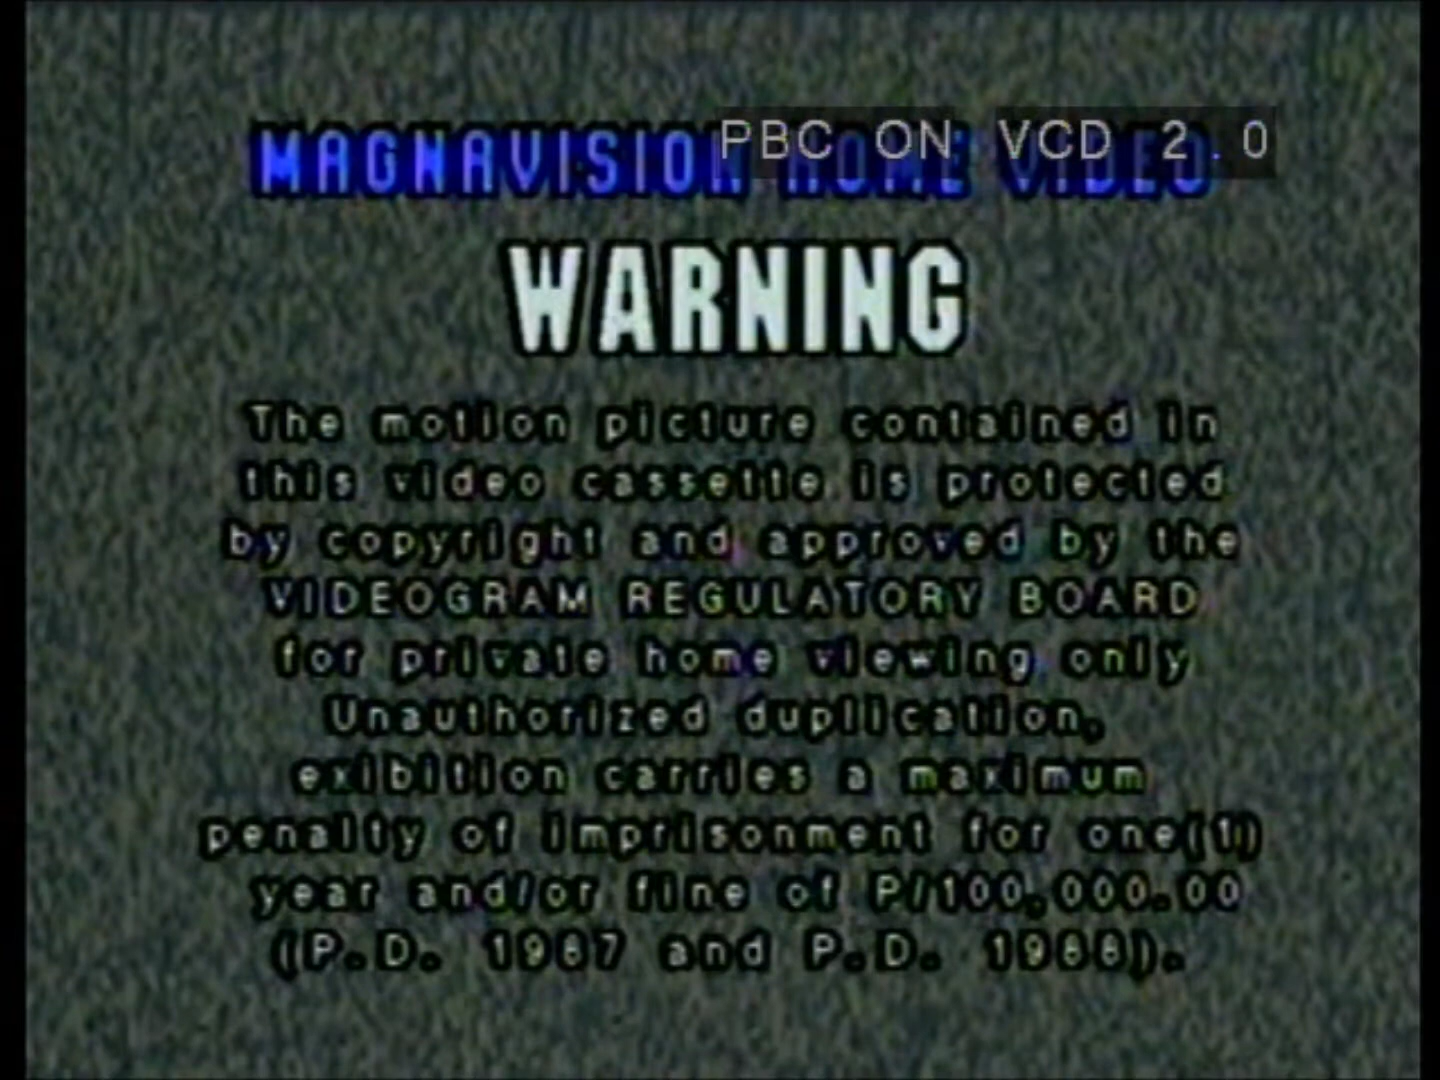 PBC ON VCD 2.0
MAGNAVISION HOME VIDEO
WARNING
The motion picture contained in
this video cassette is protected
by copyright and approved by the
VIDEOGRAM REGULATORY BOARD
for private home viewing only
Unauthorized duplication,
exibition carries a maximum
penalty of imprisonment for one(1)
year and/or fine of P/100,000.00
(P.D. 1987 and P.D. 1988).